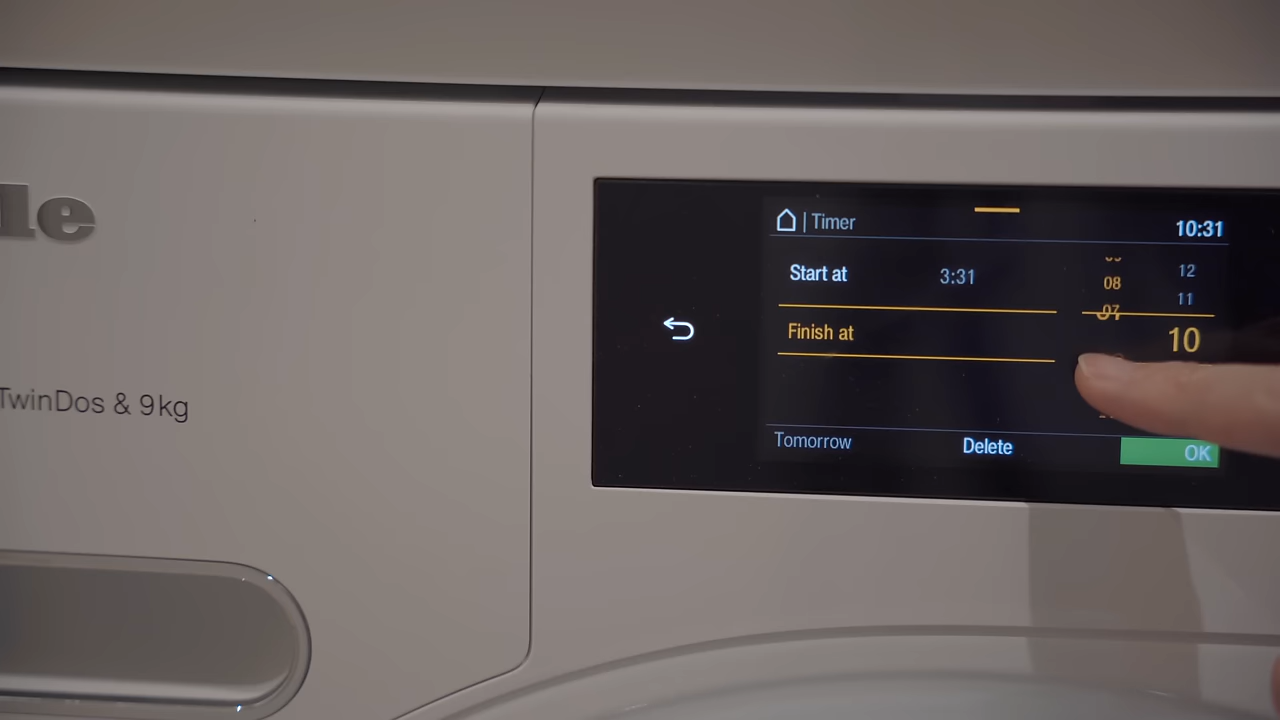 le
TwinDos & 9kg
| Timer
10:31
Start at
3:31
08
07
12
11
Finish at
10
Tomorrow
Delete
OK